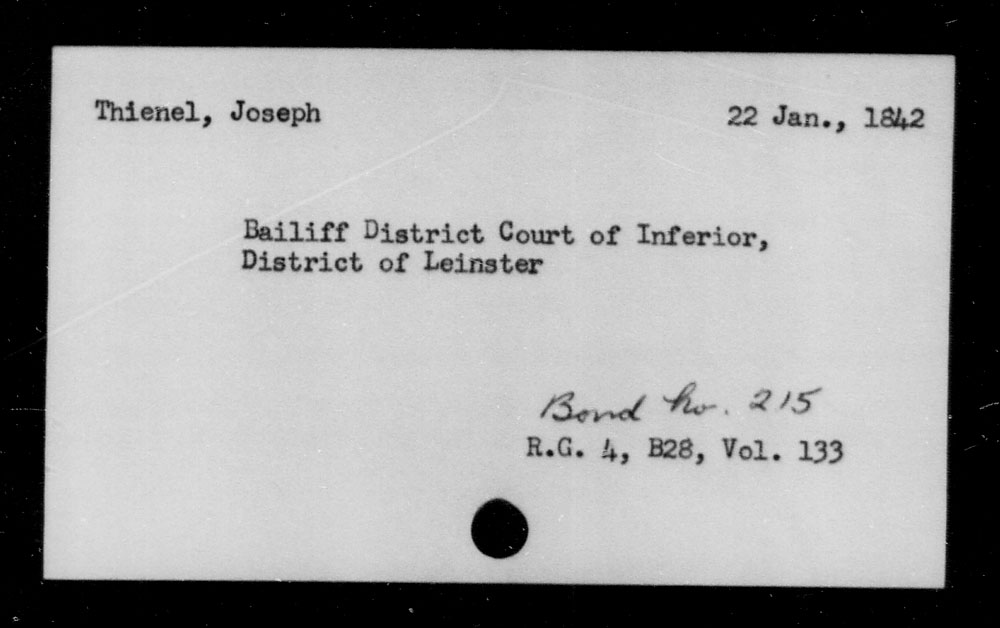 Thienel, Joseph 22 Jan., 1842
Bailiff District Court of Inferior,
District of Leinster
Bond No. 215
R.G. 4, B28, Vol. 133